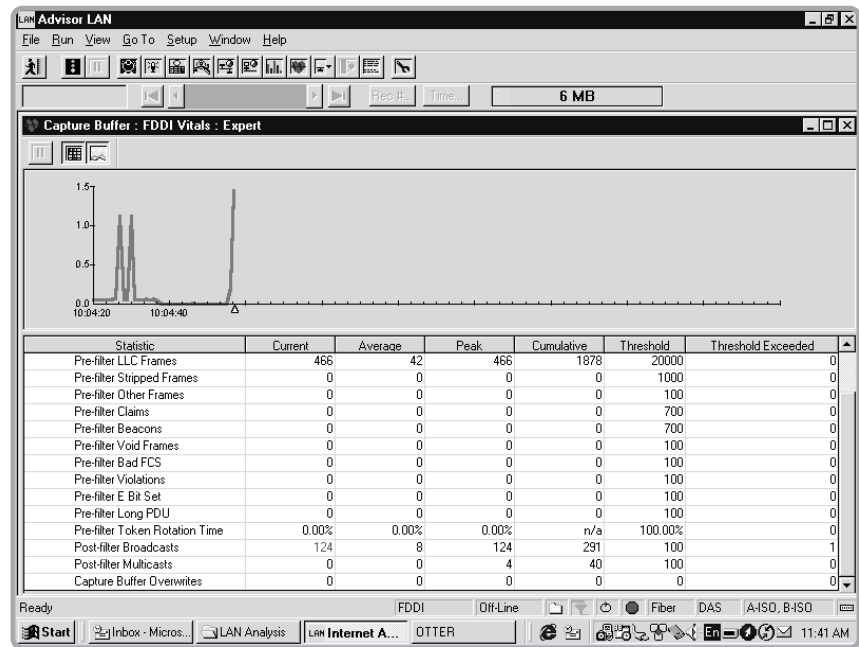 LAN Advisor LAN
File Run View Go To Setup Window Help
Rec #... Time... 6 MB
Capture Buffer : FDDI Vitals : Expert
1.5
1.0
0.5
0.0
10:04:20 10:04:40
Statistic Current Average Peak Cumulative Threshold Threshold Exceeded
Pre-filter LLC Frames 466 42 466 1878 20000 0
Pre-filter Stripped Frames 0 0 0 0 1000 0
Pre-filter Other Frames 0 0 0 0 100 0
Pre-filter Claims 0 0 0 0 700 0
Pre-filter Beacons 0 0 0 0 700 0
Pre-filter Void Frames 0 0 0 0 100 0
Pre-filter Bad FCS 0 0 0 0 100 0
Pre-filter Violations 0 0 0 0 100 0
Pre-filter E Bit Set 0 0 0 0 100 0
Pre-filter Long PDU 0 0 0 0 100 0
Pre-filter Token Rotation Time 0.00% 0.00% 0.00% n/a 100.00% 0
Post-filter Broadcasts 124 8 124 291 100 1
Post-filter Multicasts 0 0 4 40 100 0
Capture Buffer Overwrites 0 0 0 0 0 0
Ready FDDI Off-Line Fiber DAS A-ISO, B-ISO
Start Inbox - Micros... LAN Analysis LAN Internet A... OTTER En 11:41 AM